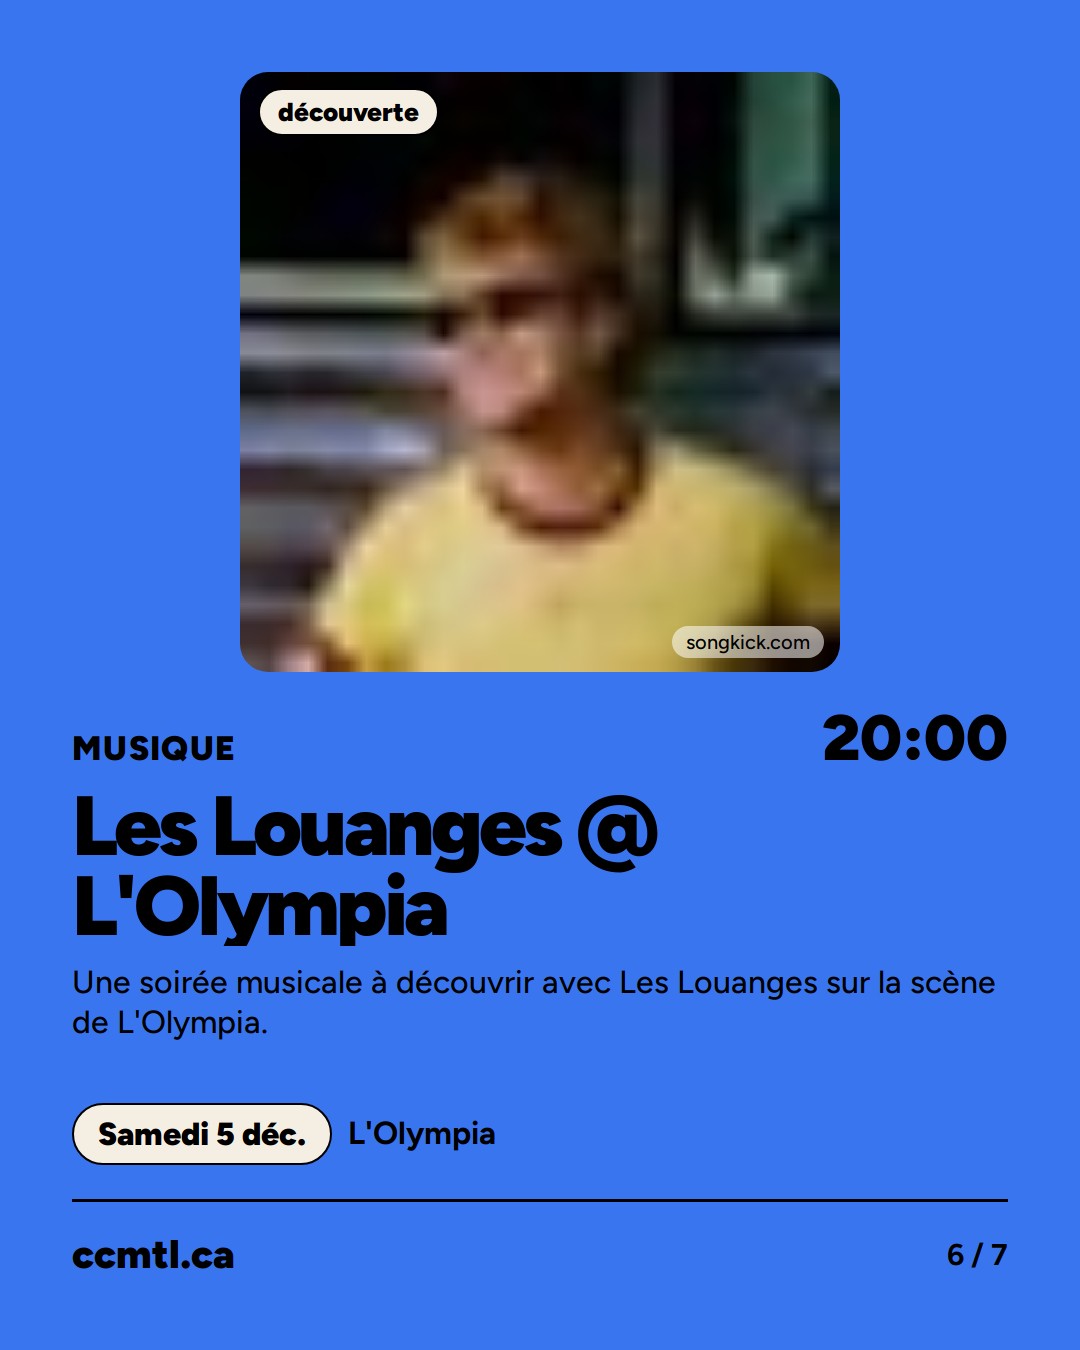 découverte
songkick.com
MUSIQUE
20:00
Les Louanges @
L'Olympia
Une soirée musicale à découvrir avec Les Louanges sur la scène
de L'Olympia.
Samedi 5 déc.
L'Olympia
ccmtl.ca
6 / 7